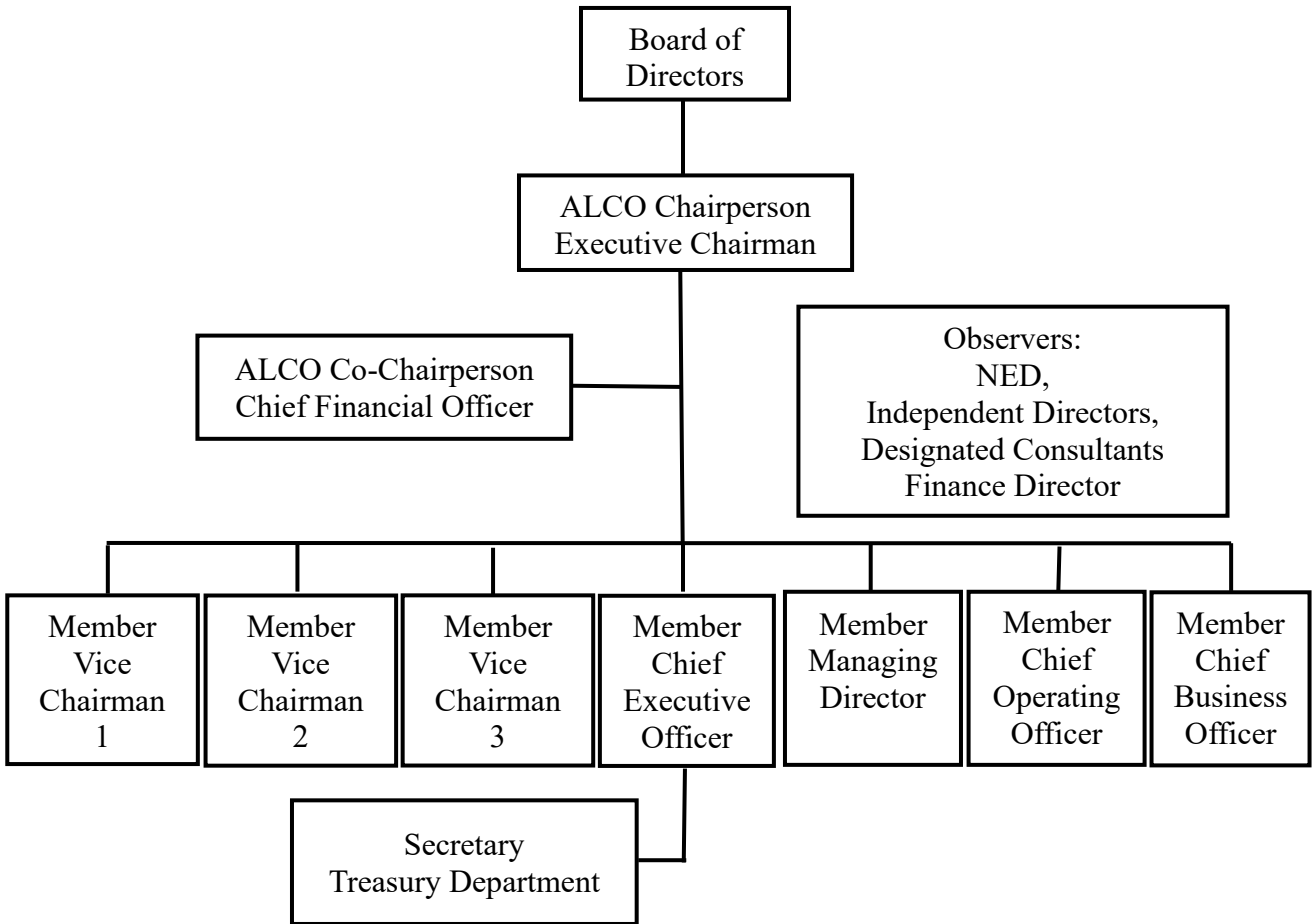 Board of
Directors
ALCO Chairperson
Executive Chairman
ALCO Co-Chairperson
Chief Financial Officer
Observers:
NED,
Independent Directors,
Designated Consultants
Finance Director
Member
Vice
Chairman
1
Member
Vice
Chairman
2
Member
Vice
Chairman
3
Member
Chief
Executive
Officer
Member
Managing
Director
Member
Chief
Operating
Officer
Member
Chief
Business
Officer
Secretary
Treasury Department